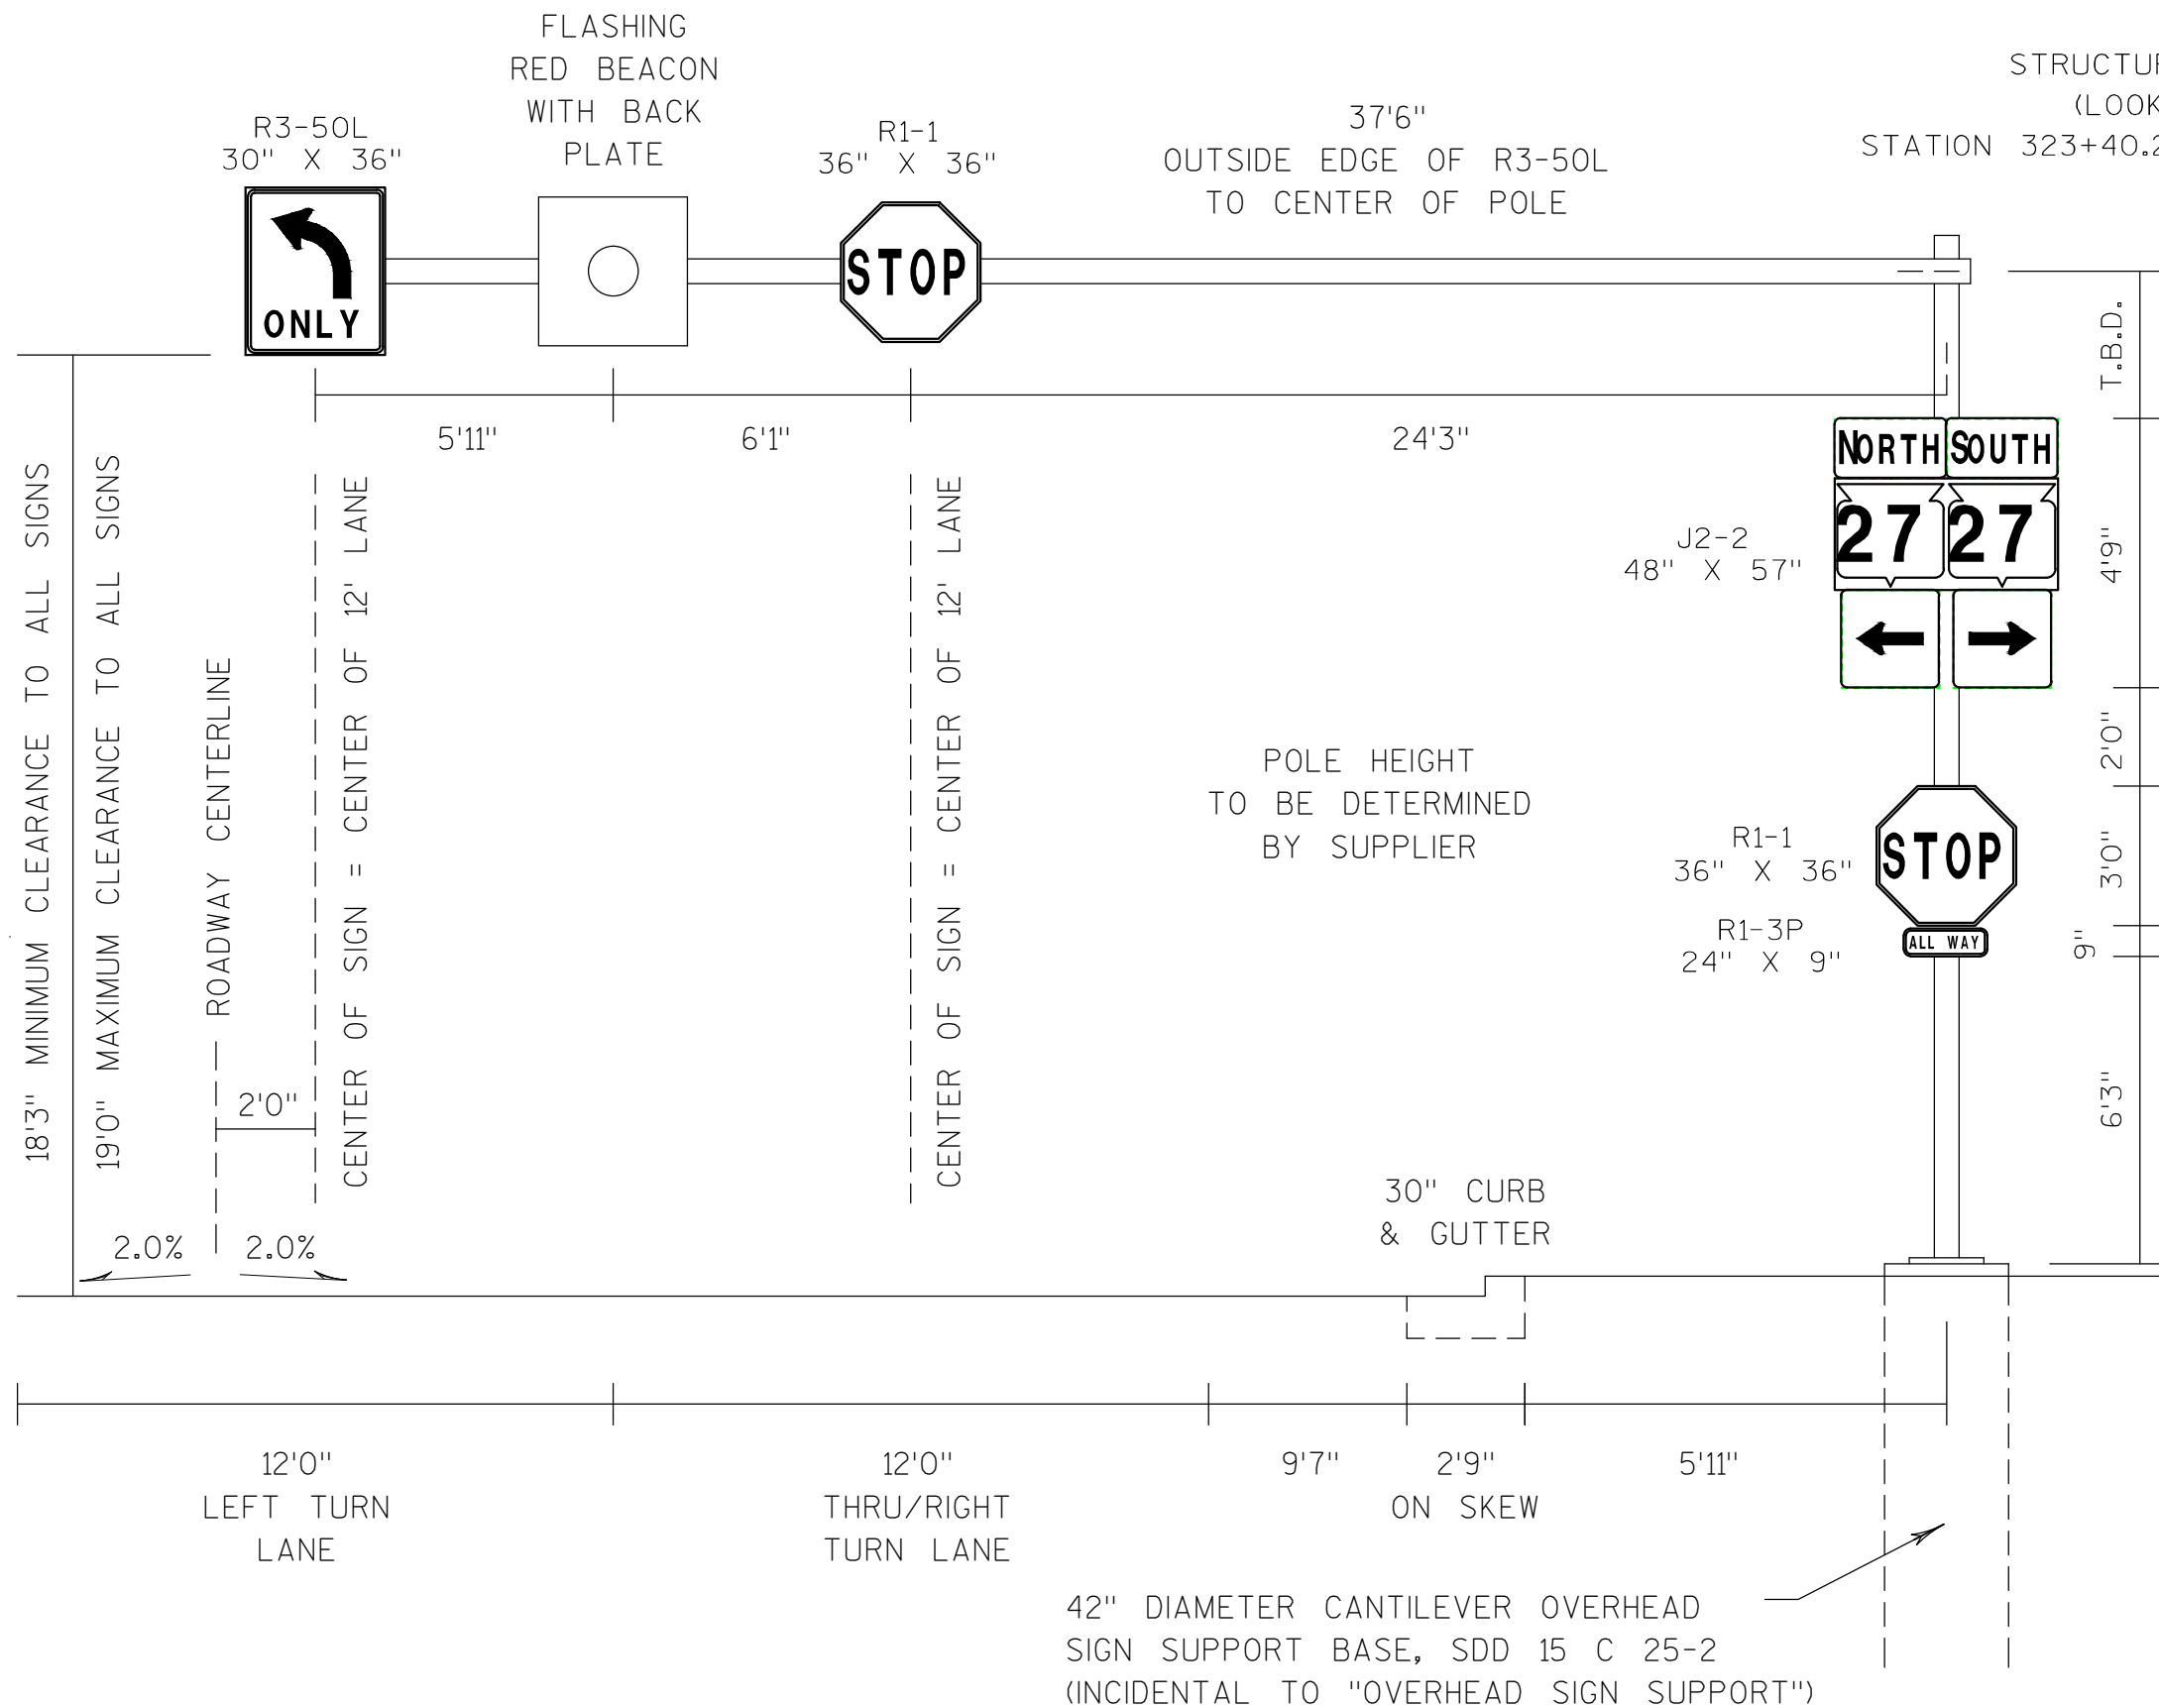 FLASHING
RED BEACON
WITH BACK
PLATE
R3-50L
30" X 36"
R1-1
36" X 36"
37'6"
OUTSIDE EDGE OF R3-50L
TO CENTER OF POLE
STRUCTUR
(LOOK
STATION 323+40.2
ONLY
STOP
T.B.D.
5'11"
6'1"
24'3"
NORTH SOUTH
27 27
J2-2
48" X 57"
4'9"
18'3" MINIMUM CLEARANCE TO ALL SIGNS
19'0" MAXIMUM CLEARANCE TO ALL SIGNS
ROADWAY CENTERLINE
CENTER OF SIGN = CENTER OF 12' LANE
CENTER OF SIGN = CENTER OF 12' LANE
2'0"
POLE HEIGHT
TO BE DETERMINED
BY SUPPLIER
R1-1
36" X 36"
STOP
3'0"
R1-3P
24" X 9"
ALL WAY
9"
6'3"
2'0"
30" CURB
& GUTTER
2.0% 2.0%
12'0"
LEFT TURN
LANE
12'0"
THRU/RIGHT
TURN LANE
9'7"
2'9"
ON SKEW
5'11"
42" DIAMETER CANTILEVER OVERHEAD
SIGN SUPPORT BASE, SDD 15 C 25-2
(INCIDENTAL TO "OVERHEAD SIGN SUPPORT")